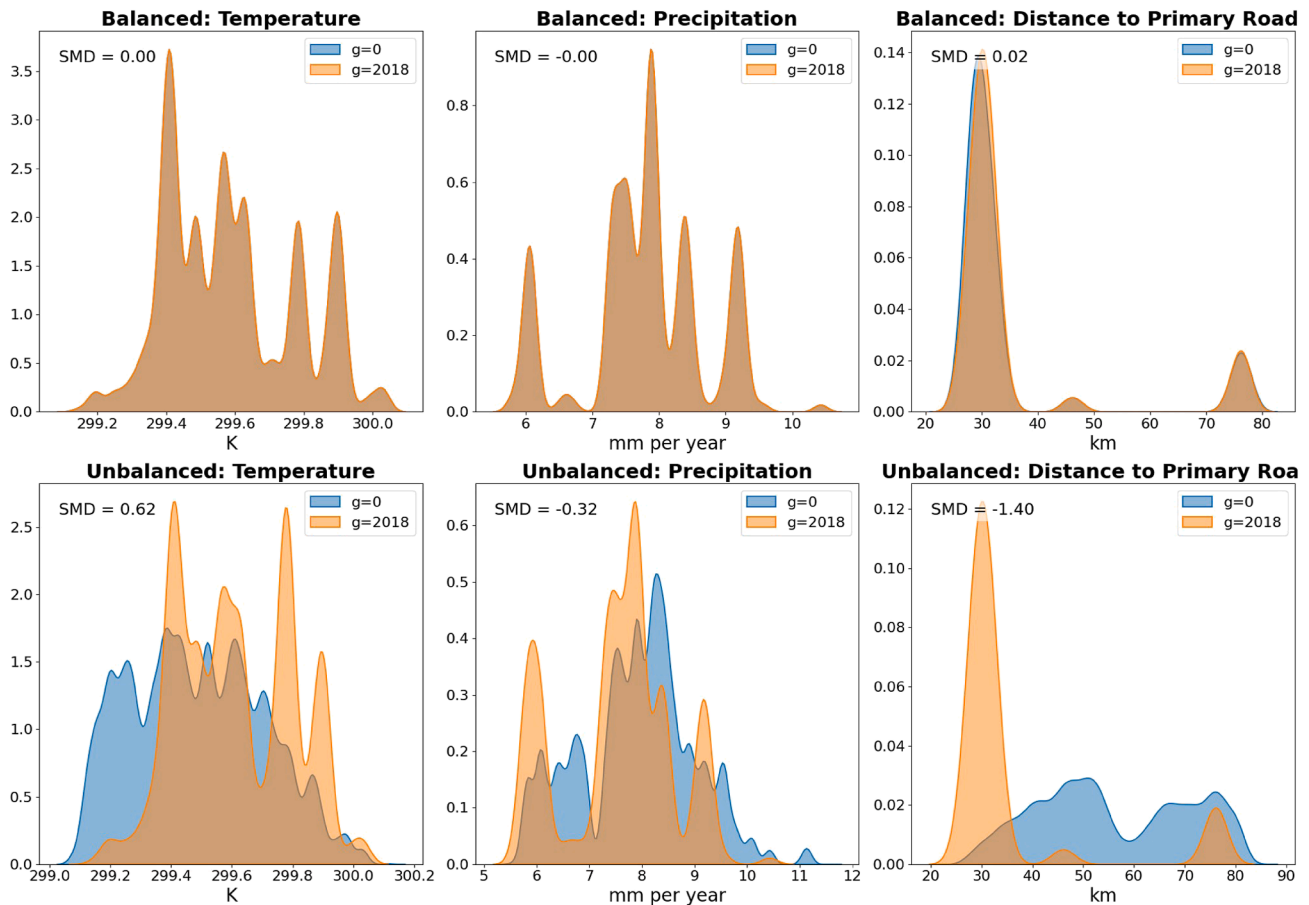 Balanced: Temperature
SMD = 0.00
g=0
g=2018
3.5
3.0
2.5
2.0
1.5
1.0
0.5
0.0
299.2
299.4
299.6
299.8
300.0
K
Balanced: Precipitation
SMD = -0.00
g=0
g=2018
0.8
0.6
0.4
0.2
0.0
6
7
8
9
10
mm per year
Balanced: Distance to Primary Road
SMD = 0.02
g=0
g=2018
0.14
0.12
0.10
0.08
0.06
0.04
0.02
0.00
20
30
40
50
60
70
80
km
Unbalanced: Temperature
SMD = 0.62
g=0
g=2018
2.5
2.0
1.5
1.0
0.5
0.0
299.0
299.2
299.4
299.6
299.8
300.0
300.2
K
Unbalanced: Precipitation
SMD = -0.32
g=0
g=2018
0.6
0.5
0.4
0.3
0.2
0.1
0.0
5
6
7
8
9
10
11
12
mm per year
Unbalanced: Distance to Primary Roa
SMD = -1.40
g=0
g=2018
0.12
0.10
0.08
0.06
0.04
0.02
0.00
20
30
40
50
60
70
80
90
km